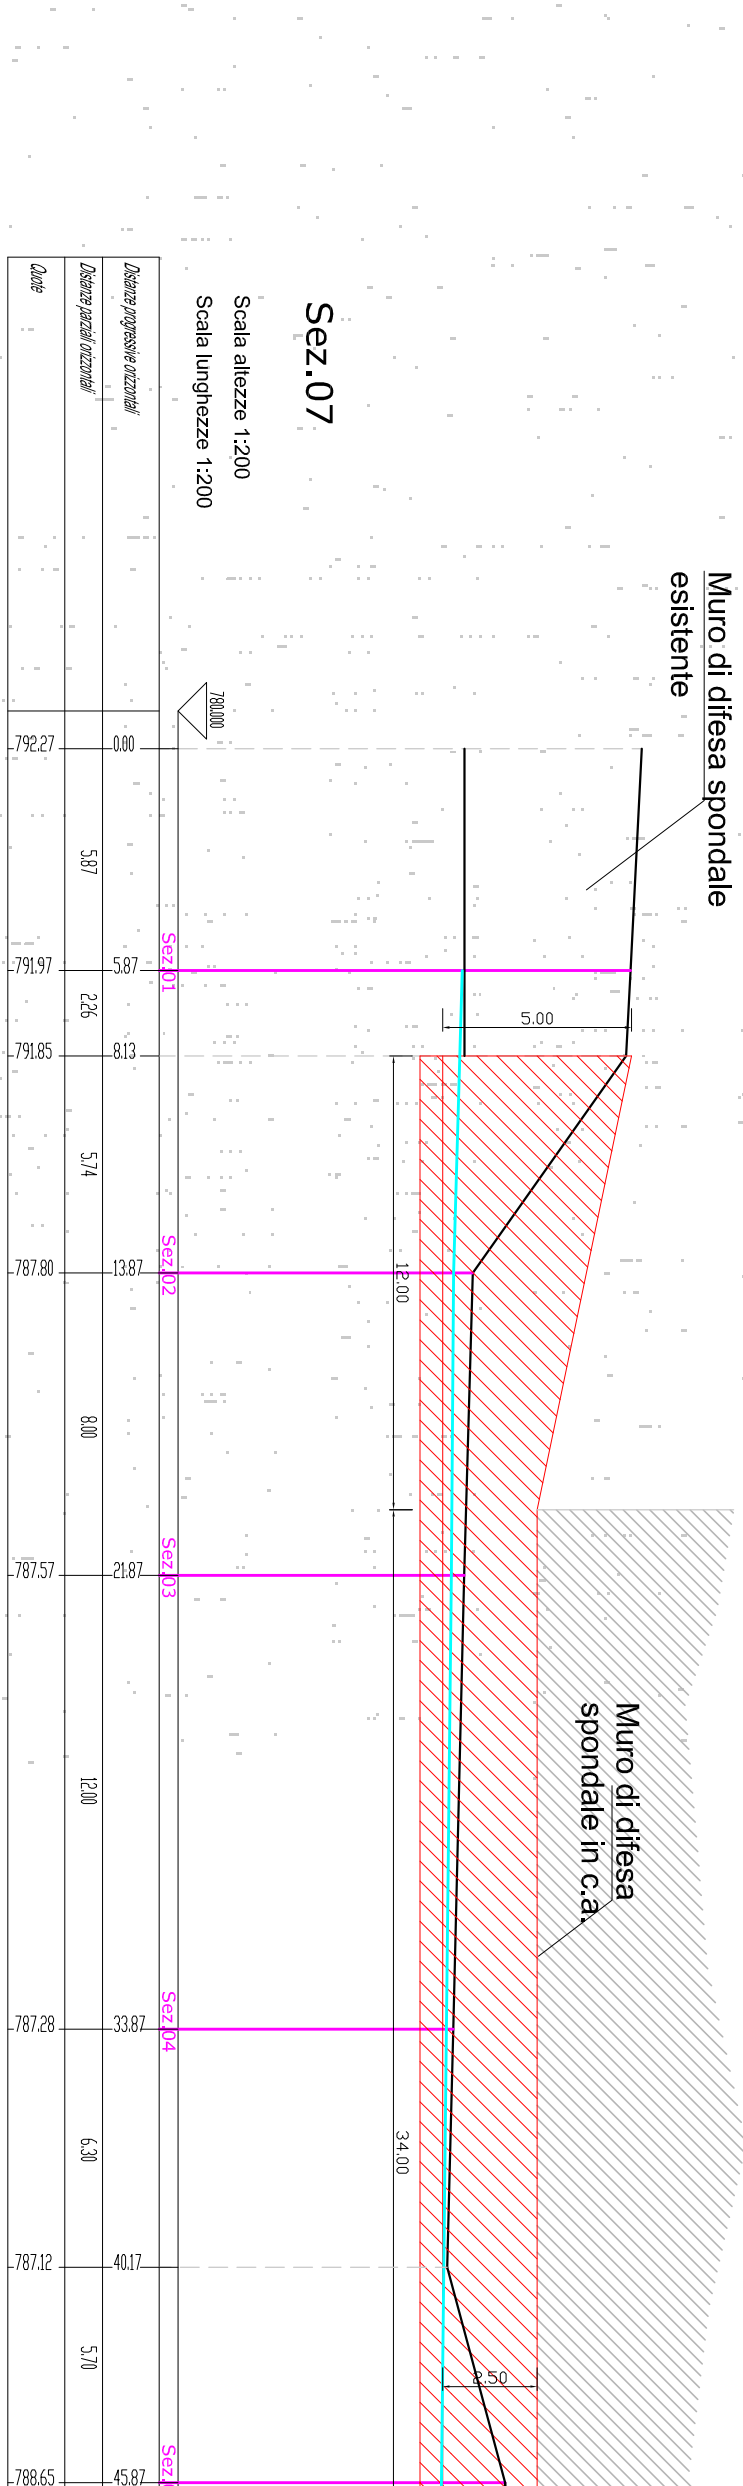 Muro di difesa spondale
esistente
Sez.07
Scala altezze 1:200
Scala lunghezze 1:200
Muro di difesa
spondale in c.a.
5.00
12.00
34.00
2.50
780.000
Sez.01
Sez.02
Sez.03
Sez.04
Sez.
Distanze progressive orizzontali
0.00 5.87 8.13 13.87 21.87 33.87 40.17 45.87
Distanze parziali orizzontali
5.87 2.26 5.74 8.00 12.00 6.30 5.70
Quote
792.27 791.97 791.85 787.80 787.57 787.28 787.12 788.65